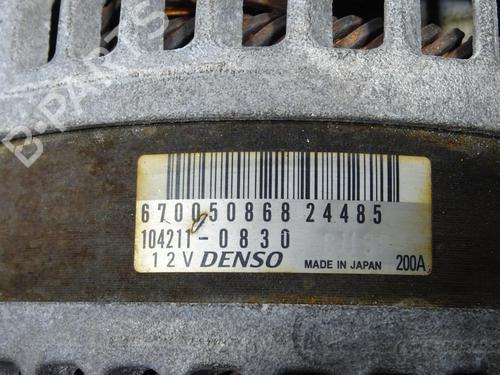 B-PARTS
670050868 24485
104211-0830
12V DENSO MADE IN JAPAN 200A